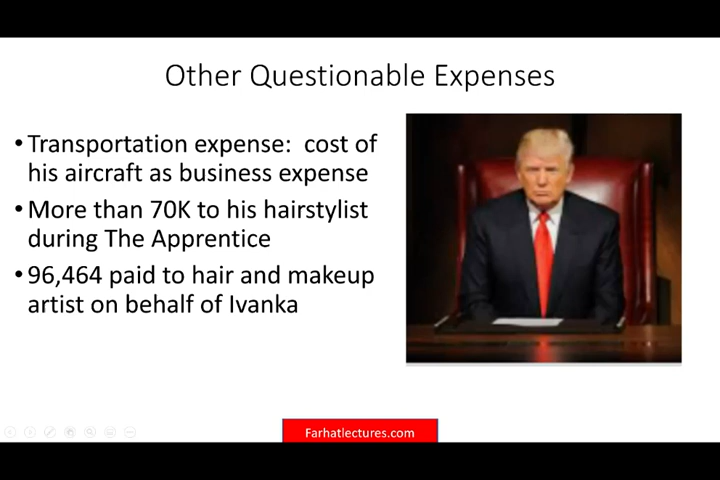 Other Questionable Expenses
• Transportation expense: cost of
his aircraft as business expense
• More than 70K to his hairstylist
during The Apprentice
• 96,464 paid to hair and makeup
artist on behalf of Ivanka
Farhatlectures.com